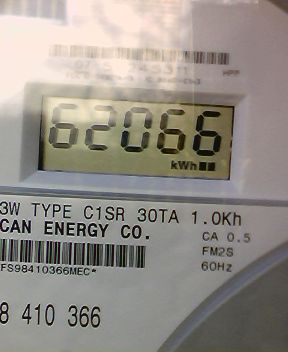 62066
kWh
3W TYPE C1SR 30TA 1.0Kh
CAN ENERGY CO.
CA 0.5
FM2S
60Hz
FS98410366MEC*
8 410 366